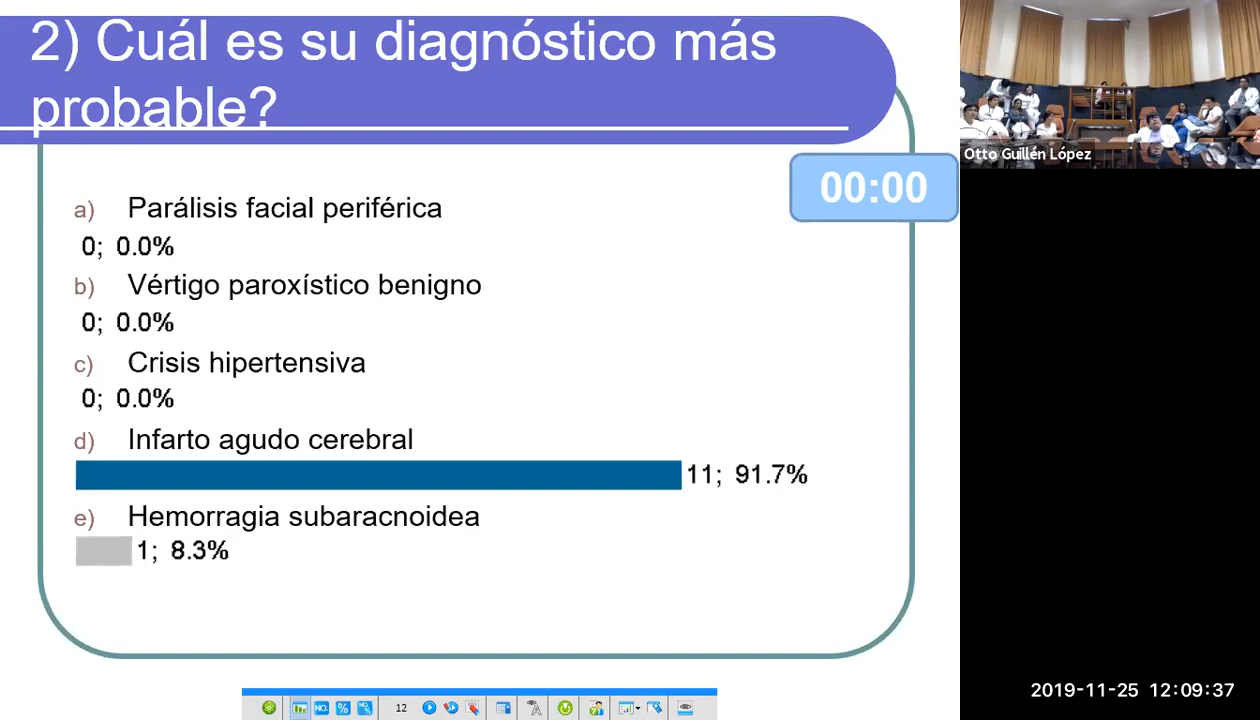 2) Cuál es su diagnóstico más
probable?
00:00
Otto Guillén López
a) Parálisis facial periférica
0; 0.0%
b) Vértigo paroxístico benigno
0; 0.0%
c) Crisis hipertensiva
0; 0.0%
d) Infarto agudo cerebral
11; 91.7%
e) Hemorragia subaracnoidea
1; 8.3%
NO. % 12
2019-11-25 12:09:37